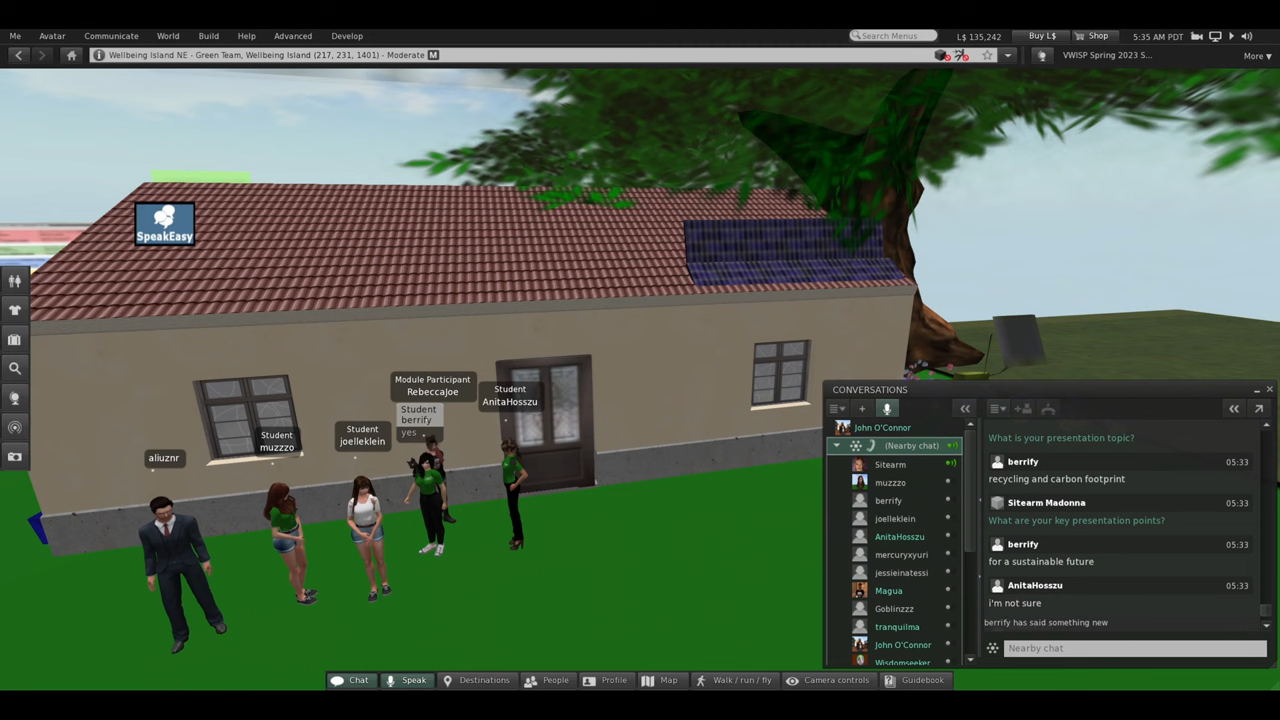 Me Avatar Communicate World Build Help Advanced Develop
Search Menus
L$ 135,242
Buy L$
Shop
5:35 AM PDT
Wellbeing Island NE - Green Team, Wellbeing Island (217, 231, 1401) - Moderate M
VWISP Spring 2023 S...
More
SpeakEasy
Module Participant
RebeccaJoe
Student
AnitaHosszu
Student
berrify
yes
Student
joelleklein
Student
muzzzo
aliuznr
CONVERSATIONS
John O'Connor
(Nearby chat)
Sitearm
muzzzo
berrify
joelleklein
AnitaHosszu
mercuryxyuri
jessieinatessi
Magua
Goblinzzz
tranquilma
John O'Connor
Wisdomseeker
What is your presentation topic?
berrify 05:33
recycling and carbon footprint
Sitearm Madonna 05:33
What are your key presentation points?
berrify 05:33
for a sustainable future
AnitaHosszu 05:33
i'm not sure
berrify has said something new
Nearby chat
Chat Speak Destinations People Profile Map Walk / run / fly Camera controls Guidebook